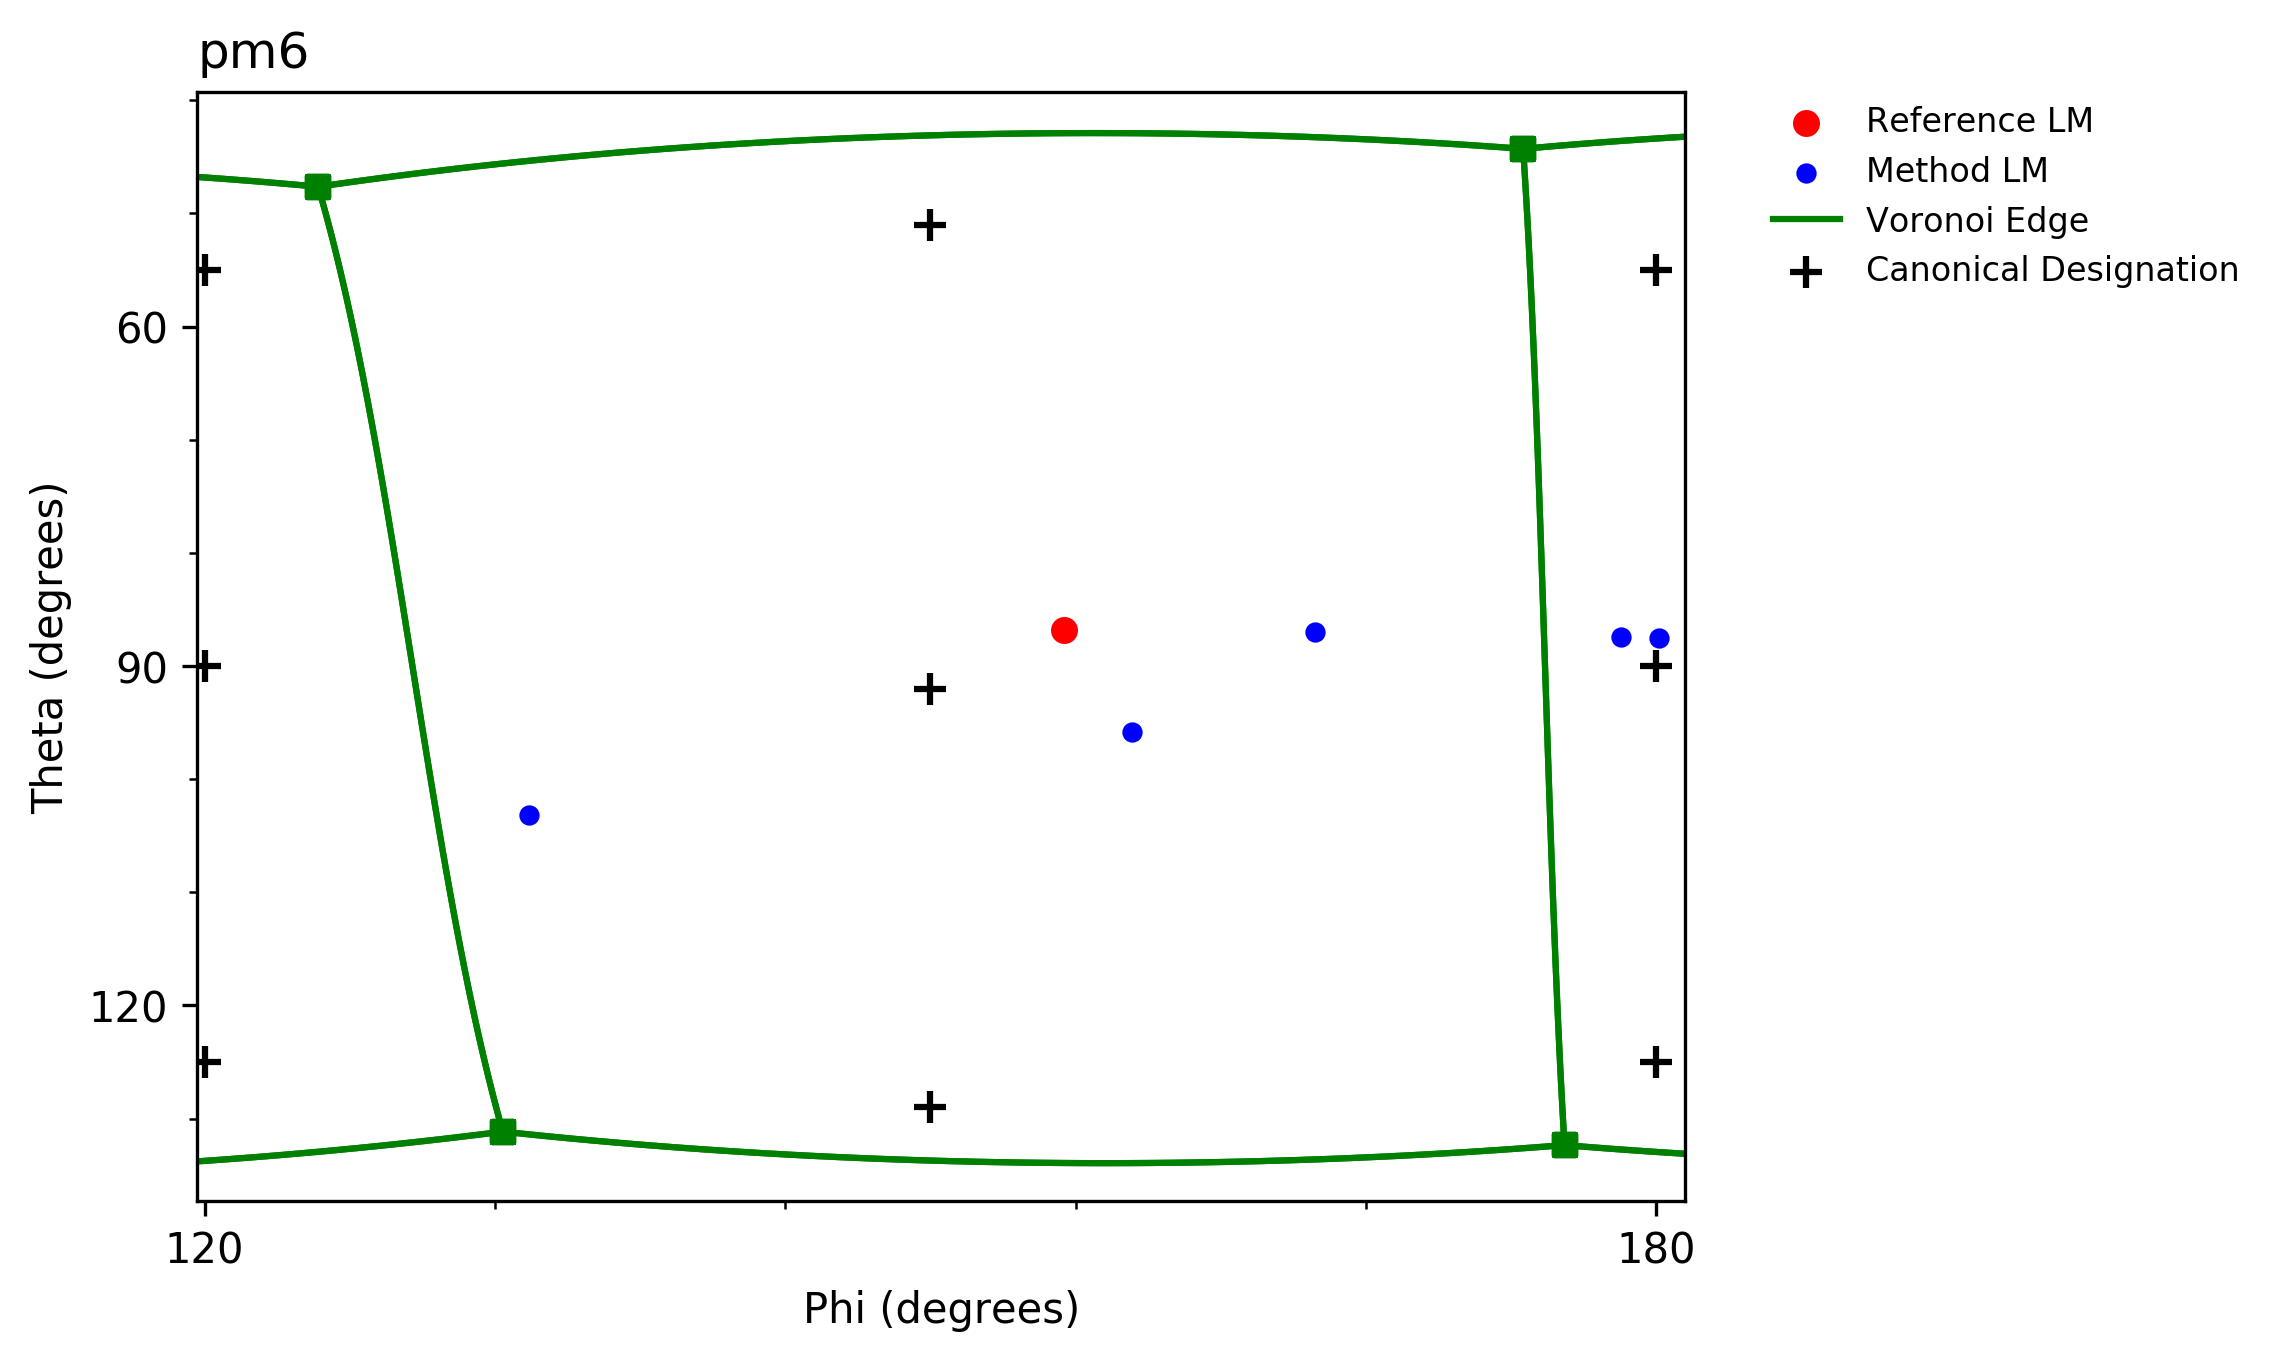 pm6
Reference LM
Method LM
Voronoi Edge
Canonical Designation
60
90
120
Theta (degrees)
120
180
Phi (degrees)